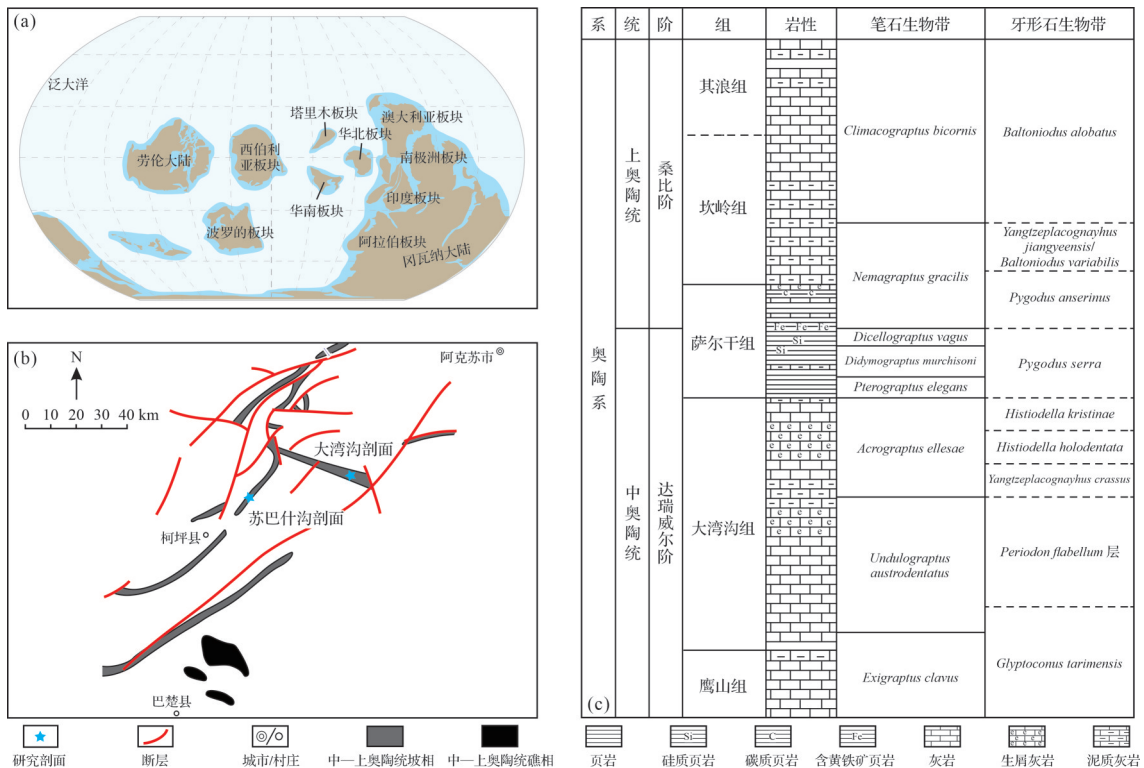 (a)
泛大洋
塔里木板块
华北板块
澳大利亚板块
劳伦大陆
西伯利
亚板块
南极洲板块
华南板块
印度板块
波罗的板块
阿拉伯板块
冈瓦纳大陆
(b)
N
0 10 20 30 40 km
阿克苏市
大湾沟剖面
苏巴什沟剖面
柯坪县
巴楚县
研究剖面
断层
城市/村庄
中—上奥陶统坡相
中—上奥陶统礁相
系 统 阶 组 岩性 笔石生物带 牙形石生物带
奥陶系
上奥陶统
中奥陶统
桑比阶
达瑞威尔阶
其浪组
坎岭组
萨尔干组
大湾沟组
鹰山组
e e e
c
c c
Fe Fe Fe
Si
Si
e e e
e e
e e e
e e
e e e
e e
e e e
e e
Climacograptus bicornis
Nemagraptus gracilis
Dicellograptus vagus
Didymograptus murchisoni
Pterograptus elegans
Acrograptus ellesae
Undulograptus
austrodentatus
Exigraptus clavus
Baltoniodus alobatus
Yangtzeplacognayhus
jiangyeensis/
Baltoniodus variabilis
Pygodus anserinus
Pygodus serra
Histiodella kristinae
Histiodella holodentata
Yangtzeplacognayhus crassus
Periodon flabellum 层
Glyptoconus tarimensis
(c)
页岩
Si
硅质页岩
C
碳质页岩
Fe
含黄铁矿页岩
灰岩
e e e
e e
e e e
生屑灰岩
泥质灰岩